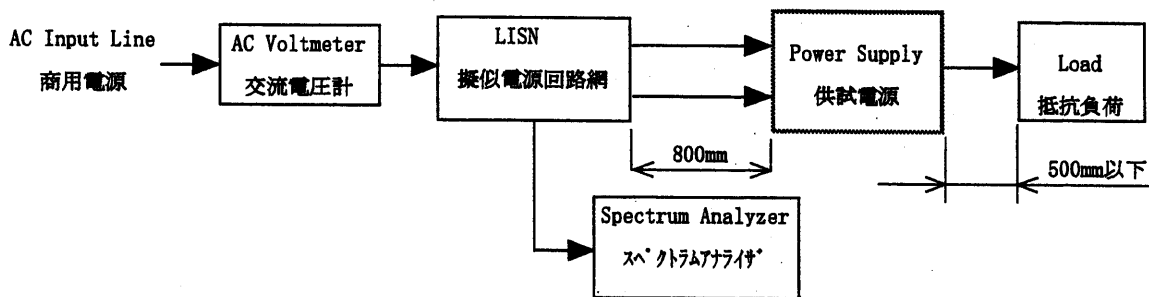 AC Input Line
商用電源
AC Voltmeter
交流電圧計
LISN
擬似電源回路網
Power Supply
供試電源
Load
抵抗負荷
800mm
500mm以下
Spectrum Analyzer
ｽﾍﾟｸﾄﾗﾑｱﾅﾗｲｻﾞ